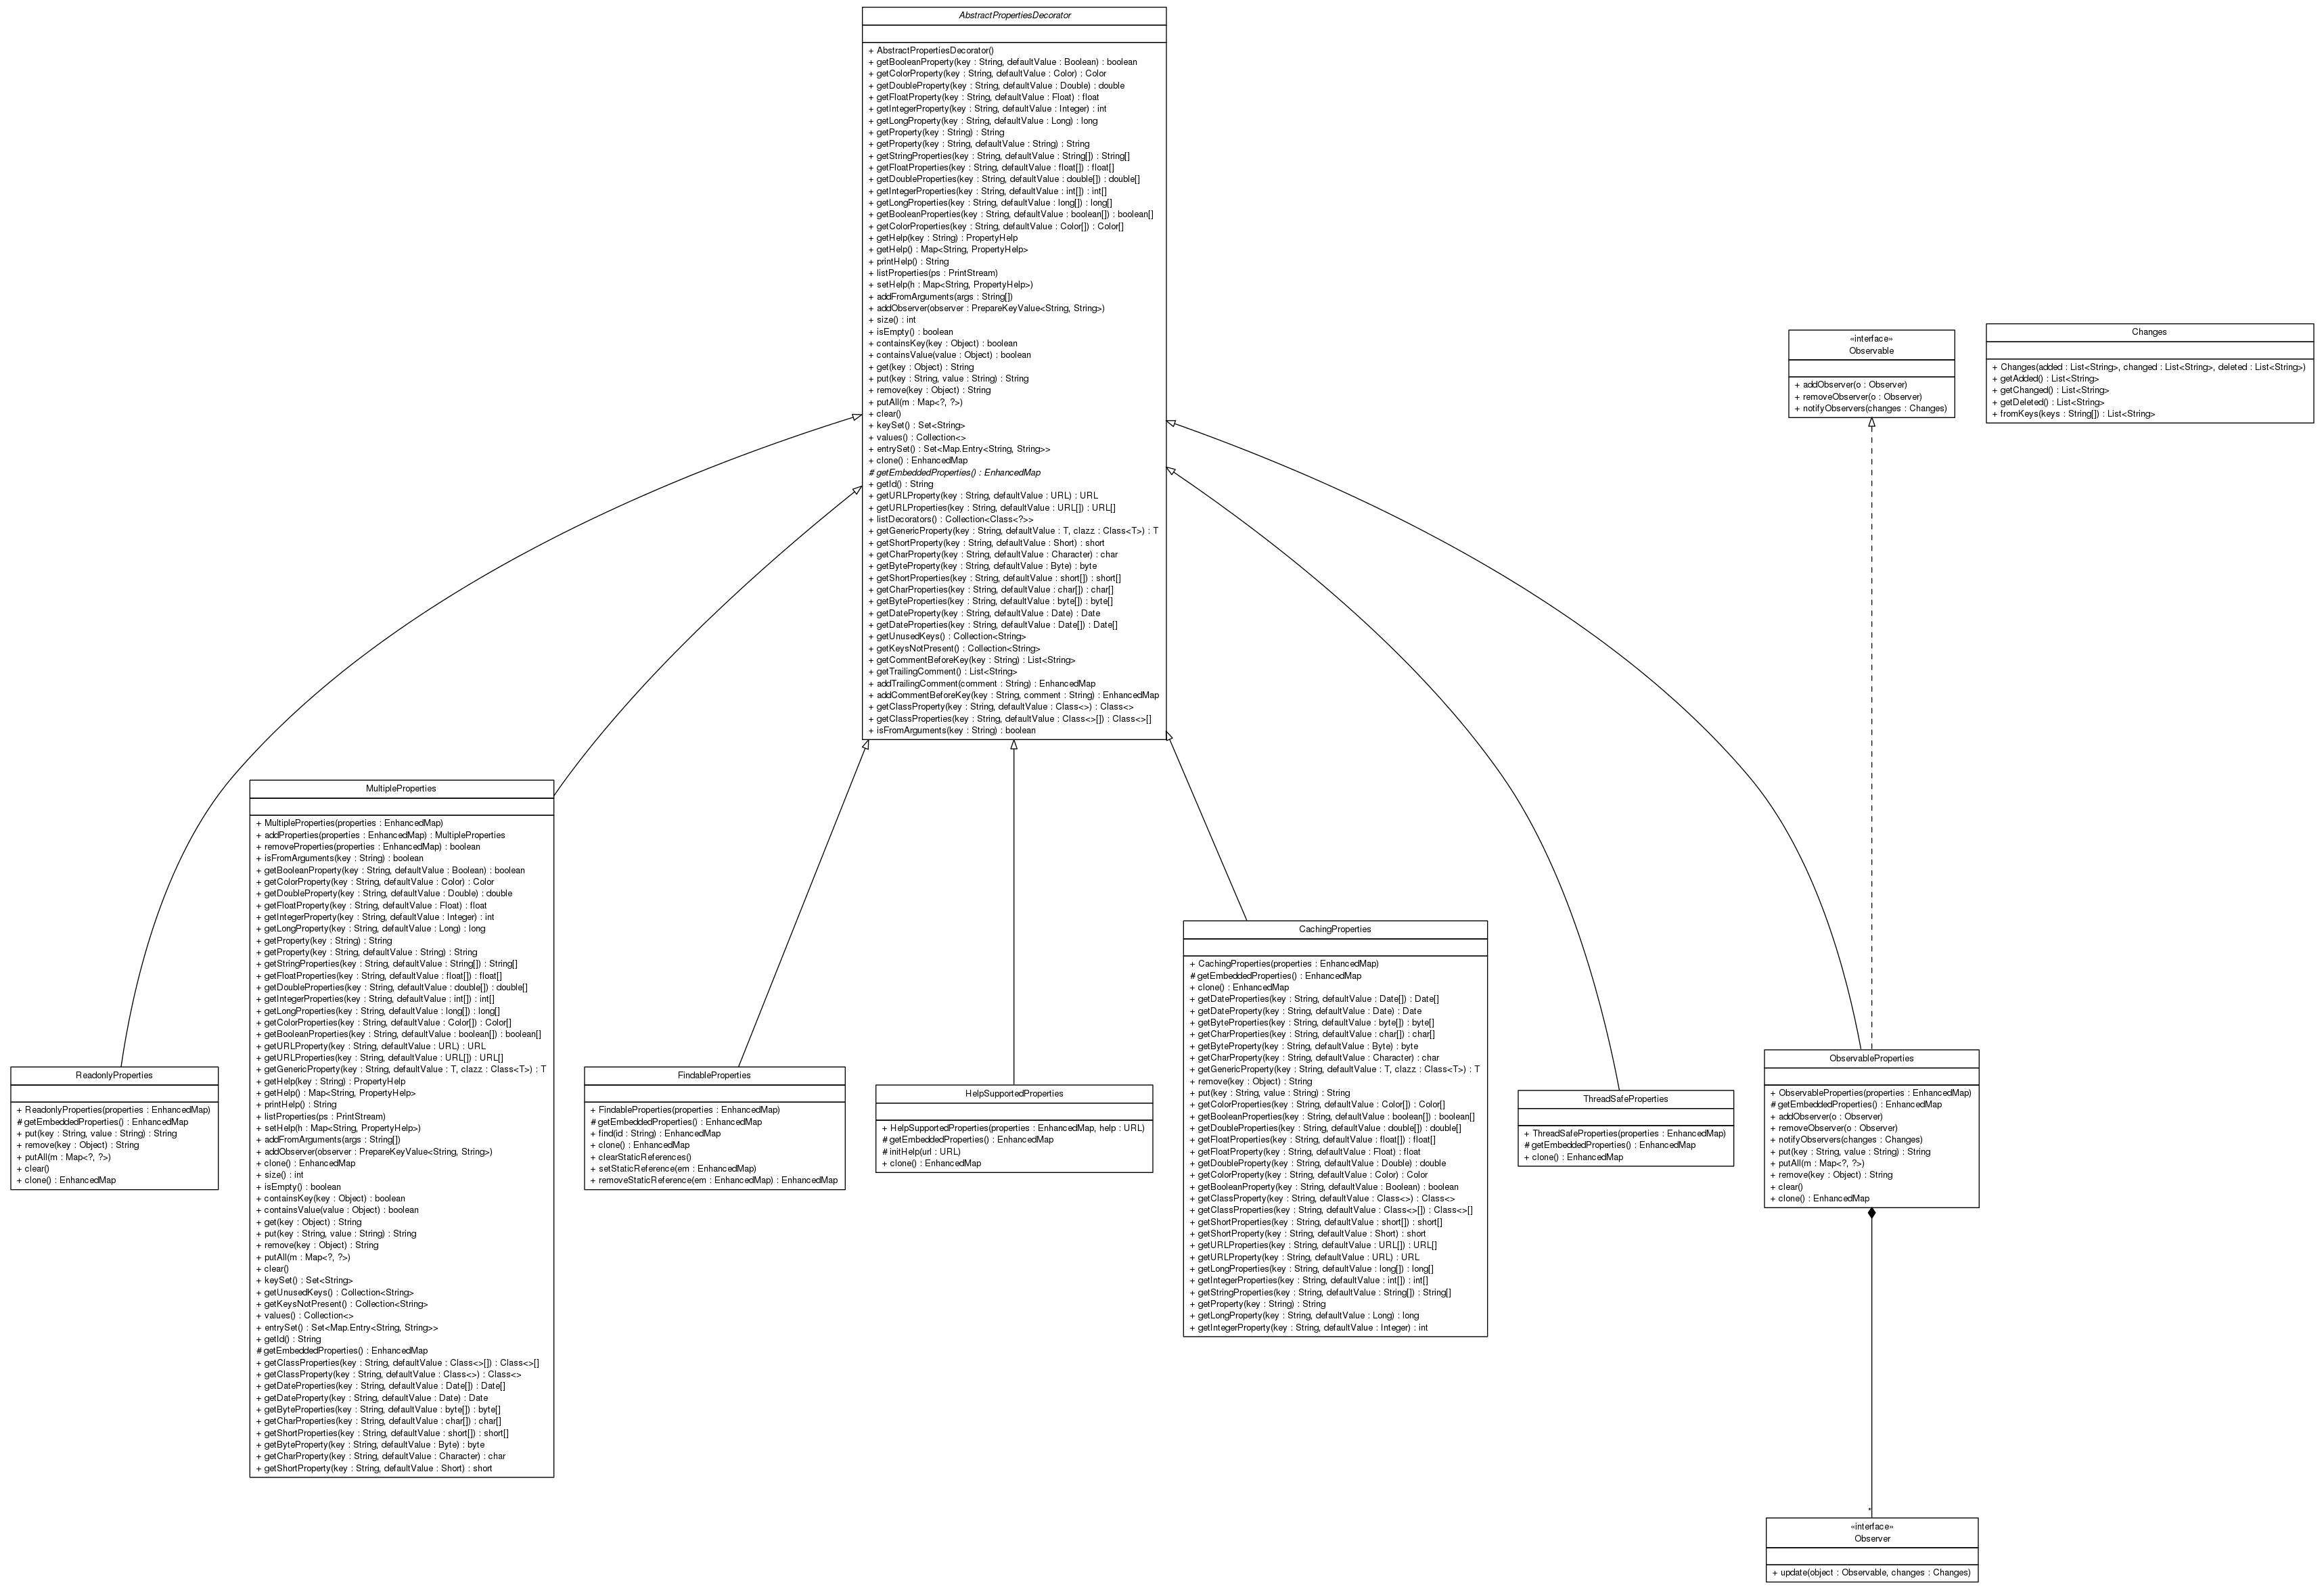 AbstractPropertiesDecorator
+ AbstractPropertiesDecorator()
+ getBooleanProperty(key : String, defaultValue : Boolean) : boolean
+ getColorProperty(key : String, defaultValue : Color) : Color
+ getDoubleProperty(key : String, defaultValue : Double) : double
+ getFloatProperty(key : String, defaultValue : Float) : float
+ getIntegerProperty(key : String, defaultValue : Integer) : int
+ getLongProperty(key : String, defaultValue : Long) : long
+ getProperty(key : String) : String
+ getProperty(key : String, defaultValue : String) : String
+ getStringProperties(key : String, defaultValue : String[]) : String[]
+ getFloatProperties(key : String, defaultValue : float[]) : float[]
+ getDoubleProperties(key : String, defaultValue : double[]) : double[]
+ getIntegerProperties(key : String, defaultValue : int[]) : int[]
+ getLongProperties(key : String, defaultValue : long[]) : long[]
+ getBooleanProperties(key : String, defaultValue : boolean[]) : boolean[]
+ getColorProperties(key : String, defaultValue : Color[]) : Color[]
+ getHelp(key : String) : PropertyHelp
+ getHelp() : Map<String, PropertyHelp>
+ printHelp() : String
+ listProperties(ps : PrintStream)
+ setHelp(h : Map<String, PropertyHelp>)
+ addFromArguments(args : String[])
+ addObserver(observer : PrepareKeyValue<String, String>)
+ size() : int
+ isEmpty() : boolean
+ containsKey(key : Object) : boolean
+ containsValue(value : Object) : boolean
+ get(key : Object) : String
+ put(key : String, value : String) : String
+ remove(key : Object) : String
+ putAll(m : Map<?, ?>)
+ clear()
+ keySet() : Set<String>
+ values() : Collection<>
+ entrySet() : Set<Map.Entry<String, String>>
+ clone() : EnhancedMap
# getEmbeddedProperties() : EnhancedMap
+ getId() : String
+ getURLProperty(key : String, defaultValue : URL) : URL
+ getURLProperties(key : String, defaultValue : URL[]) : URL[]
+ listDecorators() : Collection<Class<?>>
+ getGenericProperty(key : String, defaultValue : T, clazz : Class<T>) : T
+ getShortProperty(key : String, defaultValue : Short) : short
+ getCharProperty(key : String, defaultValue : Character) : char
+ getByteProperty(key : String, defaultValue : Byte) : byte
+ getShortProperties(key : String, defaultValue : short[]) : short[]
+ getCharProperties(key : String, defaultValue : char[]) : char[]
+ getByteProperties(key : String, defaultValue : byte[]) : byte[]
+ getDateProperty(key : String, defaultValue : Date) : Date
+ getDateProperties(key : String, defaultValue : Date[]) : Date[]
+ getUnusedKeys() : Collection<String>
+ getKeysNotPresent() : Collection<String>
+ getCommentBeforeKey(key : String) : List<String>
+ getTrailingComment() : List<String>
+ addTrailingComment(comment : String) : EnhancedMap
+ addCommentBeforeKey(key : String, comment : String) : EnhancedMap
+ getClassProperty(key : String, defaultValue : Class<>) : Class<>
+ getClassProperties(key : String, defaultValue : Class<>[]) : Class<>[]
+ isFromArguments(key : String) : boolean
«interface»
Observable
+ addObserver(o : Observer)
+ removeObserver(o : Observer)
+ notifyObservers(changes : Changes)
Changes
+ Changes(added : List<String>, changed : List<String>, deleted : List<String>)
+ getAdded() : List<String>
+ getChanged() : List<String>
+ getDeleted() : List<String>
+ fromKeys(keys : String[]) : List<String>
ReadonlyProperties
+ ReadonlyProperties(properties : EnhancedMap)
# getEmbeddedProperties() : EnhancedMap
+ put(key : String, value : String) : String
+ remove(key : Object) : String
+ putAll(m : Map<?, ?>)
+ clear()
+ clone() : EnhancedMap
MultipleProperties
+ MultipleProperties(properties : EnhancedMap)
+ addProperties(properties : EnhancedMap) : MultipleProperties
+ removeProperties(properties : EnhancedMap) : boolean
+ isFromArguments(key : String) : boolean
+ getBooleanProperty(key : String, defaultValue : Boolean) : boolean
+ getColorProperty(key : String, defaultValue : Color) : Color
+ getDoubleProperty(key : String, defaultValue : Double) : double
+ getFloatProperty(key : String, defaultValue : Float) : float
+ getIntegerProperty(key : String, defaultValue : Integer) : int
+ getLongProperty(key : String, defaultValue : Long) : long
+ getProperty(key : String) : String
+ getProperty(key : String, defaultValue : String) : String
+ getStringProperties(key : String, defaultValue : String[]) : String[]
+ getFloatProperties(key : String, defaultValue : float[]) : float[]
+ getDoubleProperties(key : String, defaultValue : double[]) : double[]
+ getIntegerProperties(key : String, defaultValue : int[]) : int[]
+ getLongProperties(key : String, defaultValue : long[]) : long[]
+ getColorProperties(key : String, defaultValue : Color[]) : Color[]
+ getBooleanProperties(key : String, defaultValue : boolean[]) : boolean[]
+ getURLProperty(key : String, defaultValue : URL) : URL
+ getURLProperties(key : String, defaultValue : URL[]) : URL[]
+ getGenericProperty(key : String, defaultValue : T, clazz : Class<T>) : T
+ getHelp(key : String) : PropertyHelp
+ getHelp() : Map<String, PropertyHelp>
+ printHelp() : String
+ listProperties(ps : PrintStream)
+ setHelp(h : Map<String, PropertyHelp>)
+ addFromArguments(args : String[])
+ addObserver(observer : PrepareKeyValue<String, String>)
+ clone() : EnhancedMap
+ size() : int
+ isEmpty() : boolean
+ containsKey(key : Object) : boolean
+ containsValue(value : Object) : boolean
+ get(key : Object) : String
+ put(key : String, value : String) : String
+ remove(key : Object) : String
+ putAll(m : Map<?, ?>)
+ clear()
+ keySet() : Set<String>
+ getUnusedKeys() : Collection<String>
+ getKeysNotPresent() : Collection<String>
+ values() : Collection<>
+ entrySet() : Set<Map.Entry<String, String>>
+ getId() : String
# getEmbeddedProperties() : EnhancedMap
+ getClassProperties(key : String, defaultValue : Class<>[]) : Class<>[]
+ getClassProperty(key : String, defaultValue : Class<>) : Class<>
+ getDateProperties(key : String, defaultValue : Date[]) : Date[]
+ getDateProperty(key : String, defaultValue : Date) : Date
+ getByteProperties(key : String, defaultValue : byte[]) : byte[]
+ getCharProperties(key : String, defaultValue : char[]) : char[]
+ getShortProperties(key : String, defaultValue : short[]) : short[]
+ getByteProperty(key : String, defaultValue : Byte) : byte
+ getCharProperty(key : String, defaultValue : Character) : char
+ getShortProperty(key : String, defaultValue : Short) : short
FindableProperties
+ FindableProperties(properties : EnhancedMap)
# getEmbeddedProperties() : EnhancedMap
+ find(id : String) : EnhancedMap
+ clone() : EnhancedMap
+ clearStaticReferences()
+ setStaticReference(em : EnhancedMap)
+ removeStaticReference(em : EnhancedMap) : EnhancedMap
HelpSupportedProperties
+ HelpSupportedProperties(properties : EnhancedMap, help : URL)
# getEmbeddedProperties() : EnhancedMap
# initHelp(url : URL)
+ clone() : EnhancedMap
CachingProperties
+ CachingProperties(properties : EnhancedMap)
# getEmbeddedProperties() : EnhancedMap
+ clone() : EnhancedMap
+ getDateProperties(key : String, defaultValue : Date[]) : Date[]
+ getDateProperty(key : String, defaultValue : Date) : Date
+ getByteProperties(key : String, defaultValue : byte[]) : byte[]
+ getCharProperties(key : String, defaultValue : char[]) : char[]
+ getByteProperty(key : String, defaultValue : Byte) : byte
+ getCharProperty(key : String, defaultValue : Character) : char
+ getGenericProperty(key : String, defaultValue : T, clazz : Class<T>) : T
+ remove(key : Object) : String
+ put(key : String, value : String) : String
+ getColorProperties(key : String, defaultValue : Color[]) : Color[]
+ getBooleanProperties(key : String, defaultValue : boolean[]) : boolean[]
+ getDoubleProperties(key : String, defaultValue : double[]) : double[]
+ getFloatProperties(key : String, defaultValue : float[]) : float[]
+ getFloatProperty(key : String, defaultValue : Float) : float
+ getDoubleProperty(key : String, defaultValue : Double) : double
+ getColorProperty(key : String, defaultValue : Color) : Color
+ getBooleanProperty(key : String, defaultValue : Boolean) : boolean
+ getClassProperty(key : String, defaultValue : Class<>) : Class<>
+ getClassProperties(key : String, defaultValue : Class<>[]) : Class<>[]
+ getShortProperties(key : String, defaultValue : short[]) : short[]
+ getShortProperty(key : String, defaultValue : Short) : short
+ getURLProperties(key : String, defaultValue : URL[]) : URL[]
+ getURLProperty(key : String, defaultValue : URL) : URL
+ getLongProperties(key : String, defaultValue : long[]) : long[]
+ getIntegerProperties(key : String, defaultValue : int[]) : int[]
+ getStringProperties(key : String, defaultValue : String[]) : String[]
+ getProperty(key : String) : String
+ getLongProperty(key : String, defaultValue : Long) : long
+ getIntegerProperty(key : String, defaultValue : Integer) : int
ThreadSafeProperties
+ ThreadSafeProperties(properties : EnhancedMap)
# getEmbeddedProperties() : EnhancedMap
+ clone() : EnhancedMap
ObservableProperties
+ ObservableProperties(properties : EnhancedMap)
# getEmbeddedProperties() : EnhancedMap
+ addObserver(o : Observer)
+ removeObserver(o : Observer)
+ notifyObservers(changes : Changes)
+ put(key : String, value : String) : String
+ putAll(m : Map<?, ?>)
+ remove(key : Object) : String
+ clear()
+ clone() : EnhancedMap
*
«interface»
Observer
+ update(object : Observable, changes : Changes)